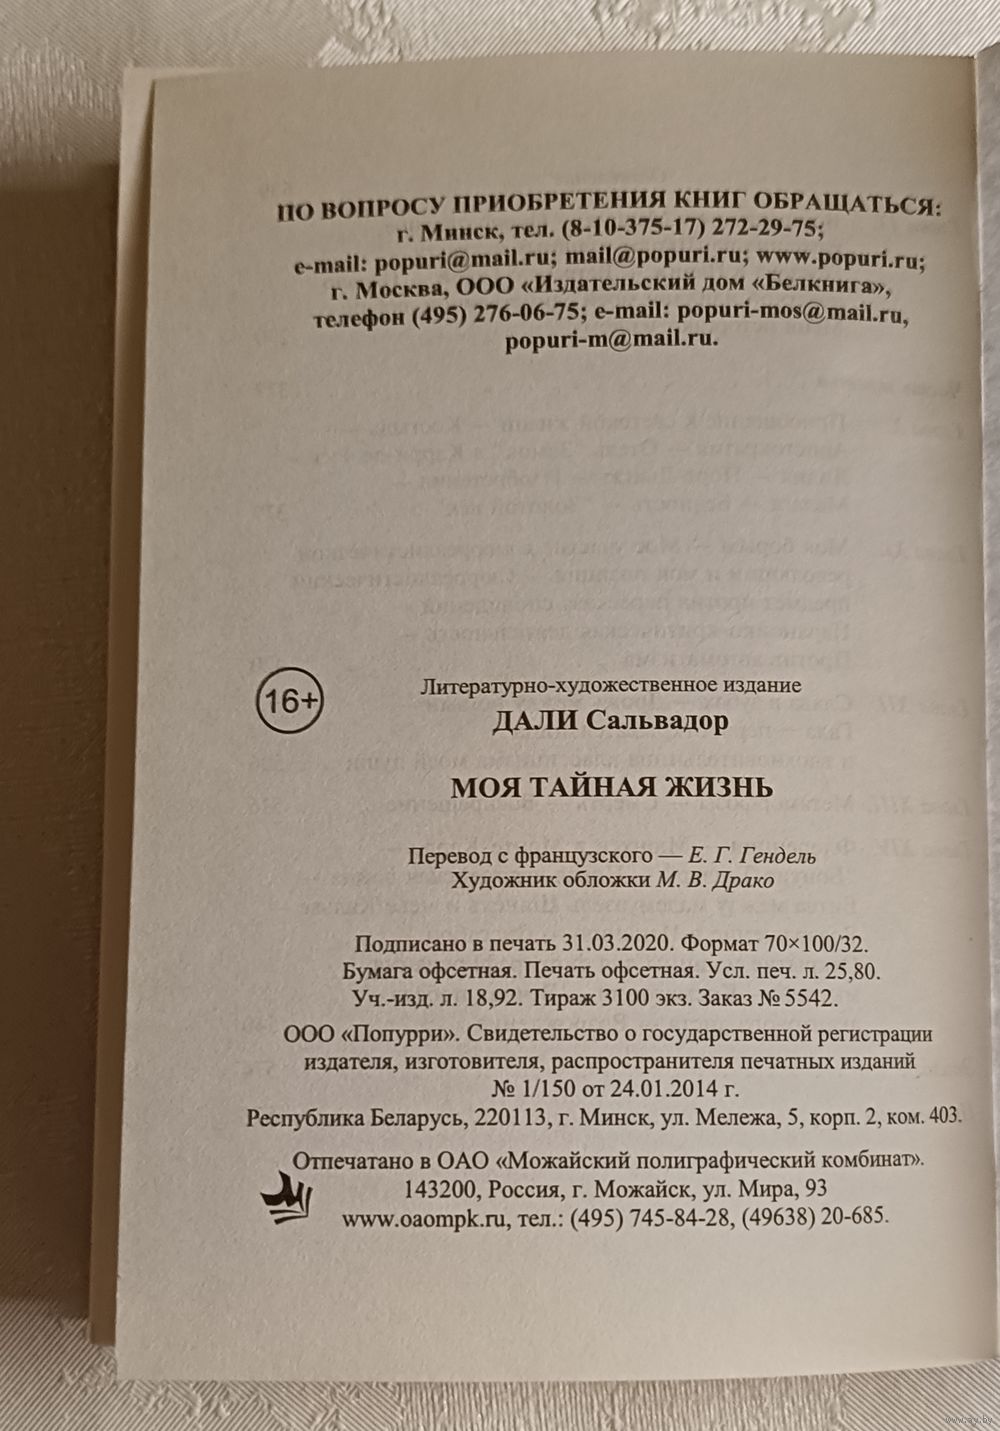 ПО ВОПРОСУ ПРИОБРЕТЕНИЯ КНИГ ОБРАЩАТЬСЯ:
г. Минск, тел. (8-10-375-17) 272-29-75;
e-mail: popuri@mail.ru; mail@popuri.ru; www.popuri.ru;
г. Москва, ООО «Издательский дом «Белкнига»,
телефон (495) 276-06-75; e-mail: popuri-mos@mail.ru,
popuri-m@mail.ru.
16+
Литературно-художественное издание
ДАЛИ Сальвадор
МОЯ ТАЙНАЯ ЖИЗНЬ
Перевод с французского — Е. Г. Гендель
Художник обложки М. В. Драко
Подписано в печать 31.03.2020. Формат 70×100/32.
Бумага офсетная. Печать офсетная. Усл. печ. л. 25,80.
Уч.-изд. л. 18,92. Тираж 3100 экз. Заказ № 5542.
ООО «Попурри». Свидетельство о государственной регистрации
издателя, изготовителя, распространителя печатных изданий
№ 1/150 от 24.01.2014 г.
Республика Беларусь, 220113, г. Минск, ул. Мележа, 5, корп. 2, ком. 403.
Отпечатано в ОАО «Можайский полиграфический комбинат».
143200, Россия, г. Можайск, ул. Мира, 93
www.oaompk.ru, тел.: (495) 745-84-28, (49638) 20-685.
www.ay.by